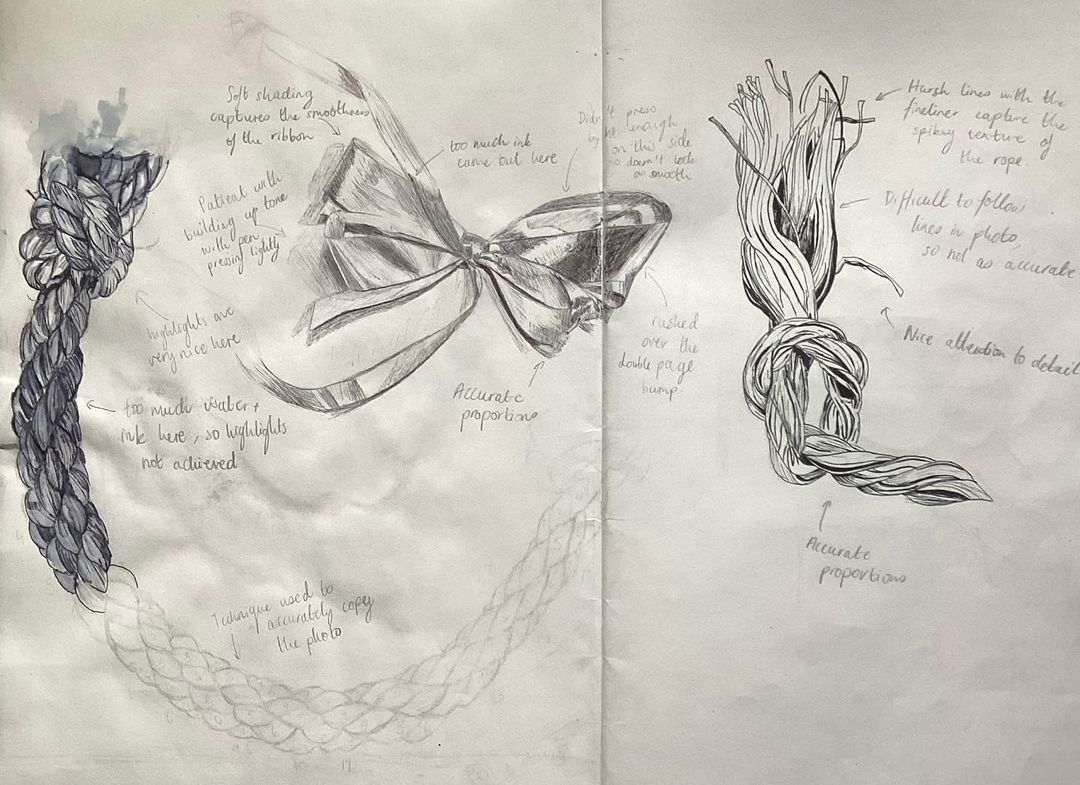 Soft shading
captures the smoothness
of the ribbon
too much ink
came out here
Didn't press
light enough
on this side
so doesn't look
as smooth
Harsh lines with the
fineliner capture the
spikey texture of
the rope.
Patient with
building up tone
with pen,
pressing lightly
Difficult to follow
lines in photo,
so not as accurate
highlights are
very nice here
rushed
over the
double page
bump.
Nice attention to detail
Accurate
proportions
too much water +
ink here, so highlights
not achieved
Accurate
proportions
Technique used to
accurately copy
the photo